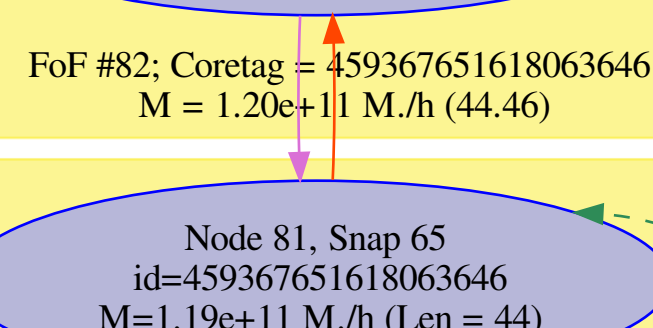 FoF #82; Coretag = 459367651618063646
M = 1.20e+11 M./h (44.46)
Node 81, Snap 65
id=459367651618063646
M=1.19e+11 M./h (Len = 44)